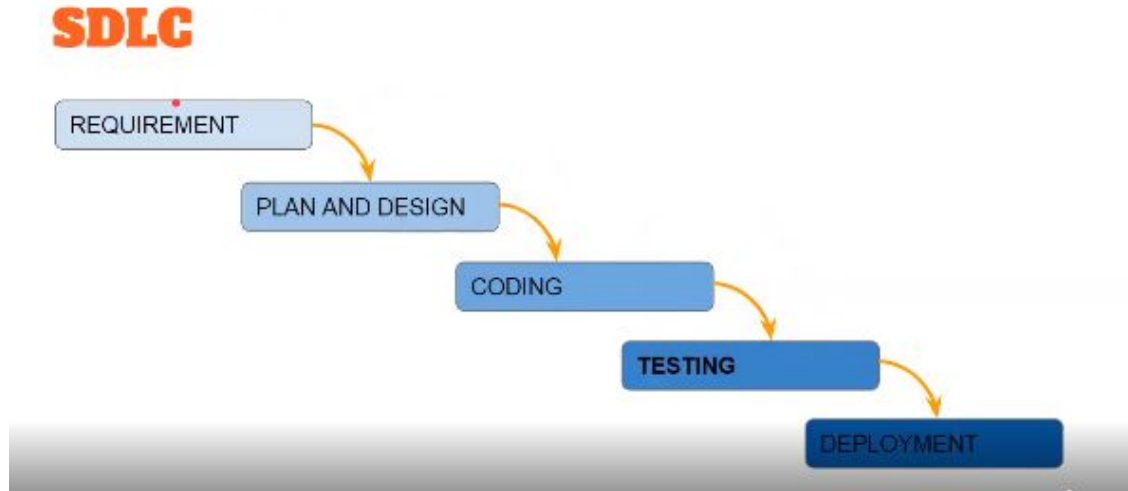 SDLC
REQUIREMENT
PLAN AND DESIGN
CODING
TESTING
DEPLOYMENT